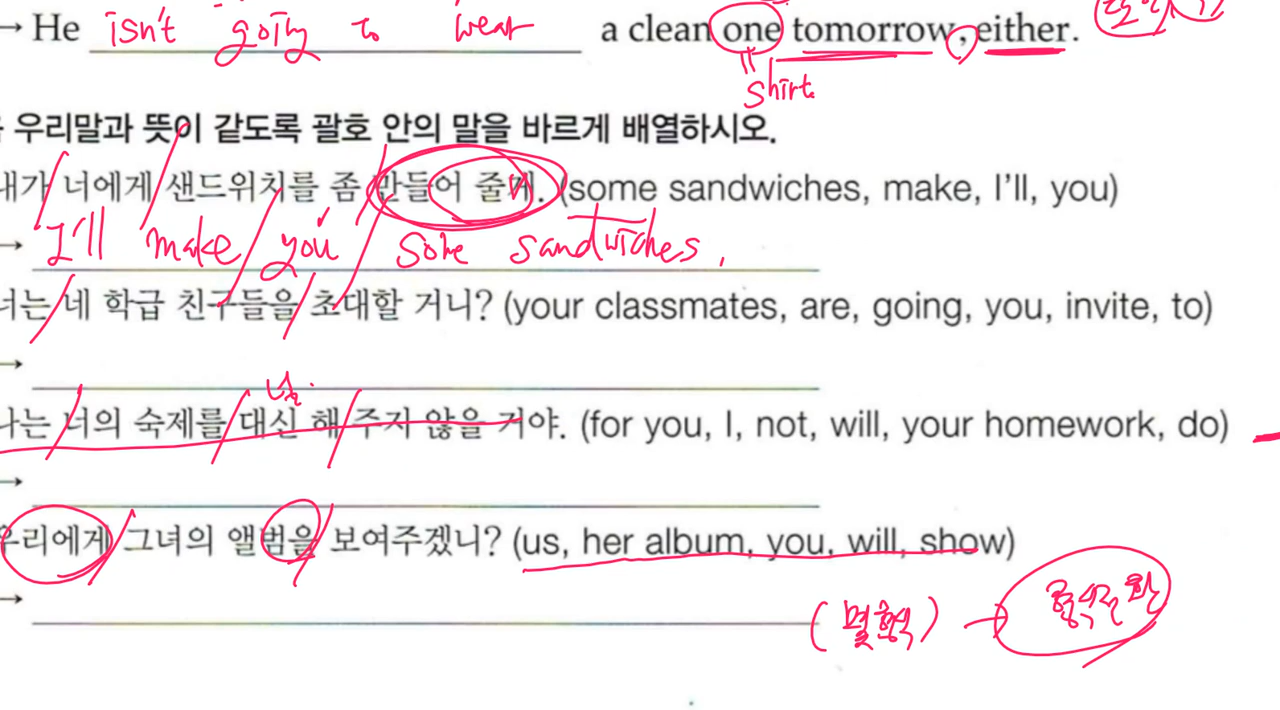 → He isn't going to wear a clean one tomorrow, either.
shirt
우리말과 뜻이 같도록 괄호 안의 말을 바르게 배열하시오.
내가 너에게 샌드위치를 좀 만들어 줄게. (some sandwiches, make, I'll, you)
→ I'll make you some sandwiches.
너는 네 학급 친구들을 초대할 거니? (your classmates, are, going, you, invite, to)
→
나는 너의 숙제를 대신 해 주지 않을 거야. (for you, I, not, will, your homework, do)
→
우리에게 그녀의 앨범을 보여주겠니? (us, her album, you, will, show)
→